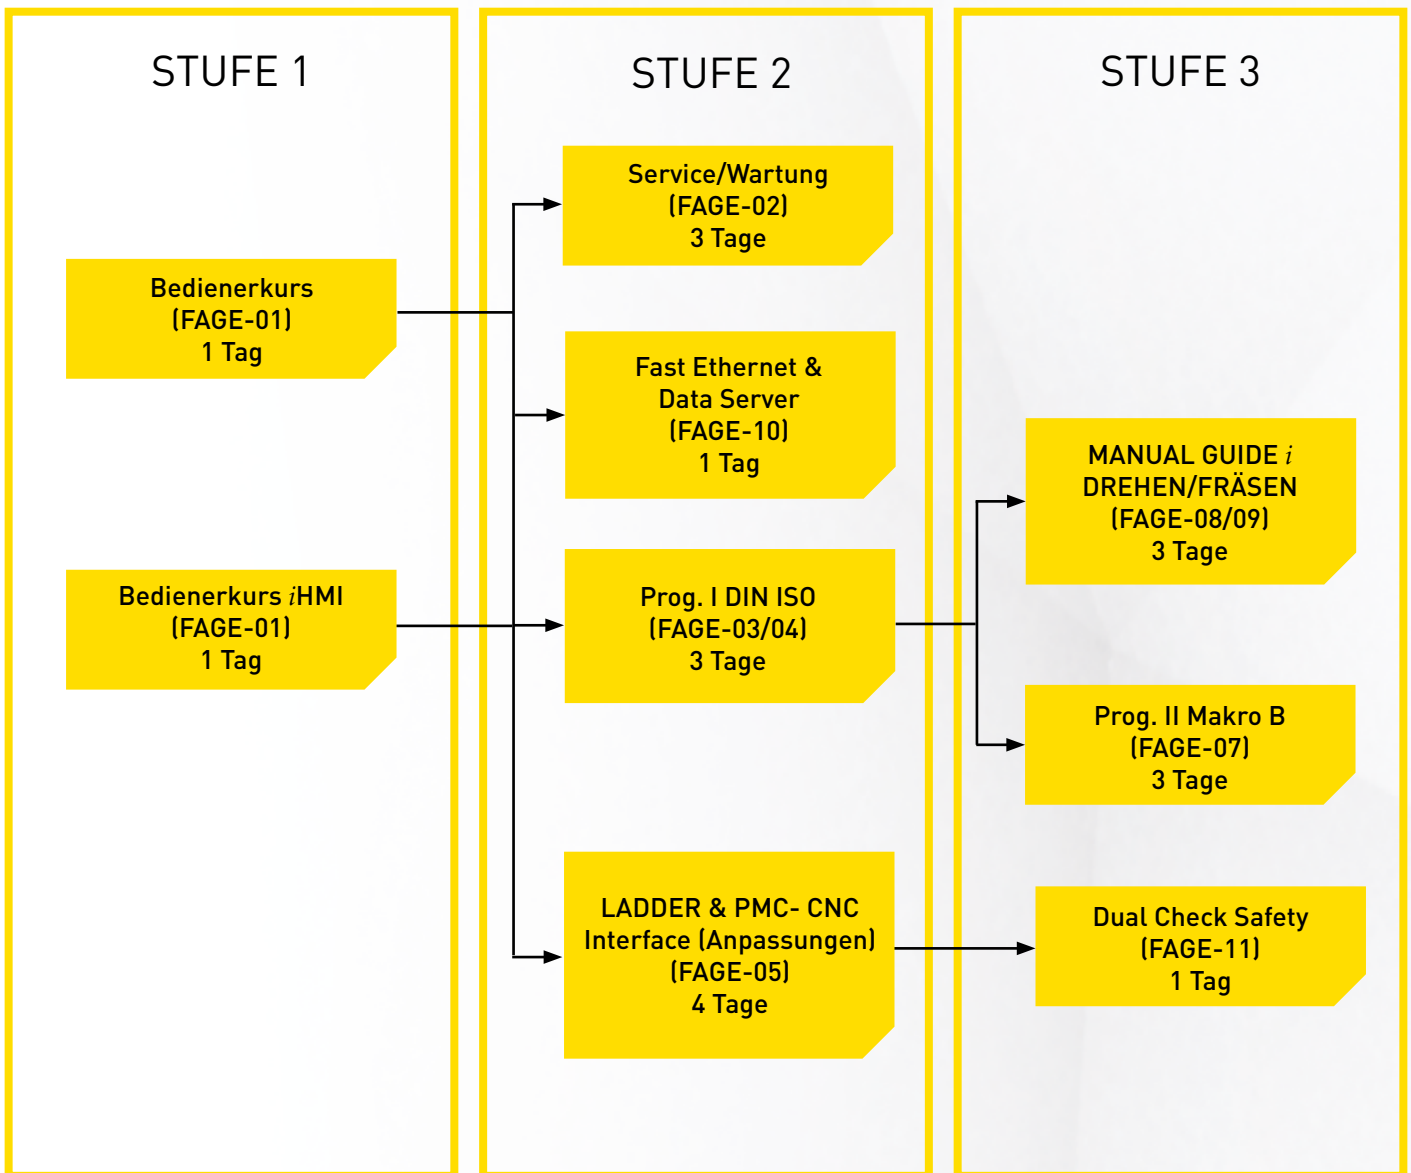 STUFE 1
Bedienerkurs
(FAGE-01)
1 Tag
Bedienerkurs iHMI
(FAGE-01)
1 Tag
STUFE 2
Service/Wartung
(FAGE-02)
3 Tage
Fast Ethernet &
Data Server
(FAGE-10)
1 Tag
Prog. I DIN ISO
(FAGE-03/04)
3 Tage
LADDER & PMC- CNC
Interface (Anpassungen)
(FAGE-05)
4 Tage
STUFE 3
MANUAL GUIDE i
DREHEN/FRÄSEN
(FAGE-08/09)
3 Tage
Prog. II Makro B
(FAGE-07)
3 Tage
Dual Check Safety
(FAGE-11)
1 Tag